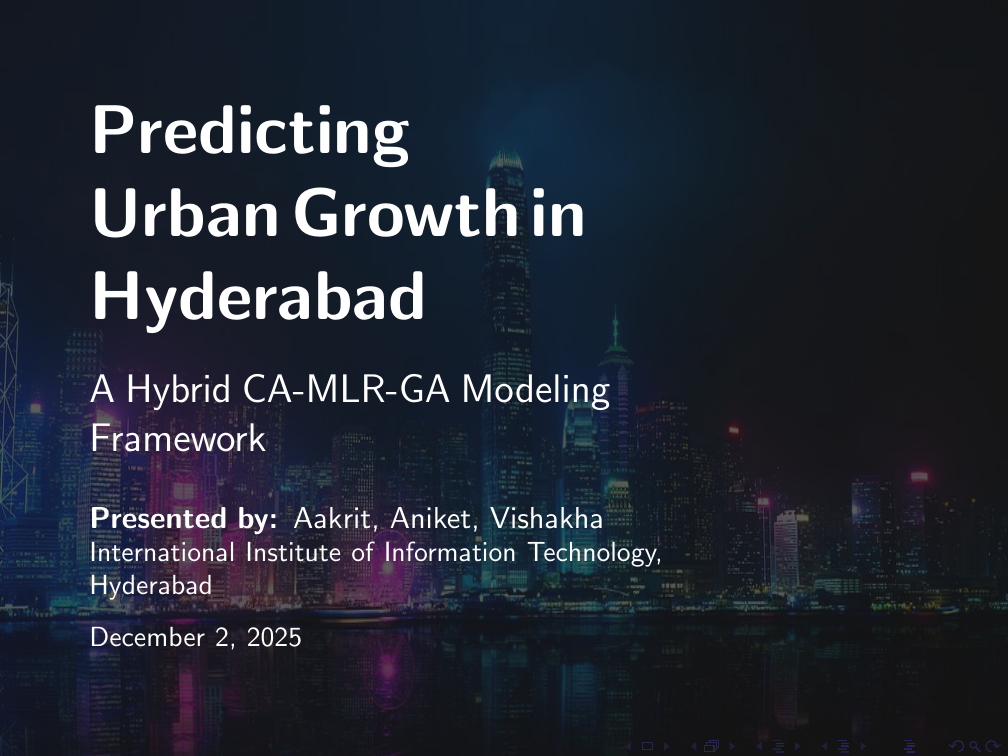 Predicting
Urban Growth in
Hyderabad
A Hybrid CA-MLR-GA Modeling
Framework
Presented by: Aakrit, Aniket, Vishakha
International Institute of Information Technology,
Hyderabad
December 2, 2025